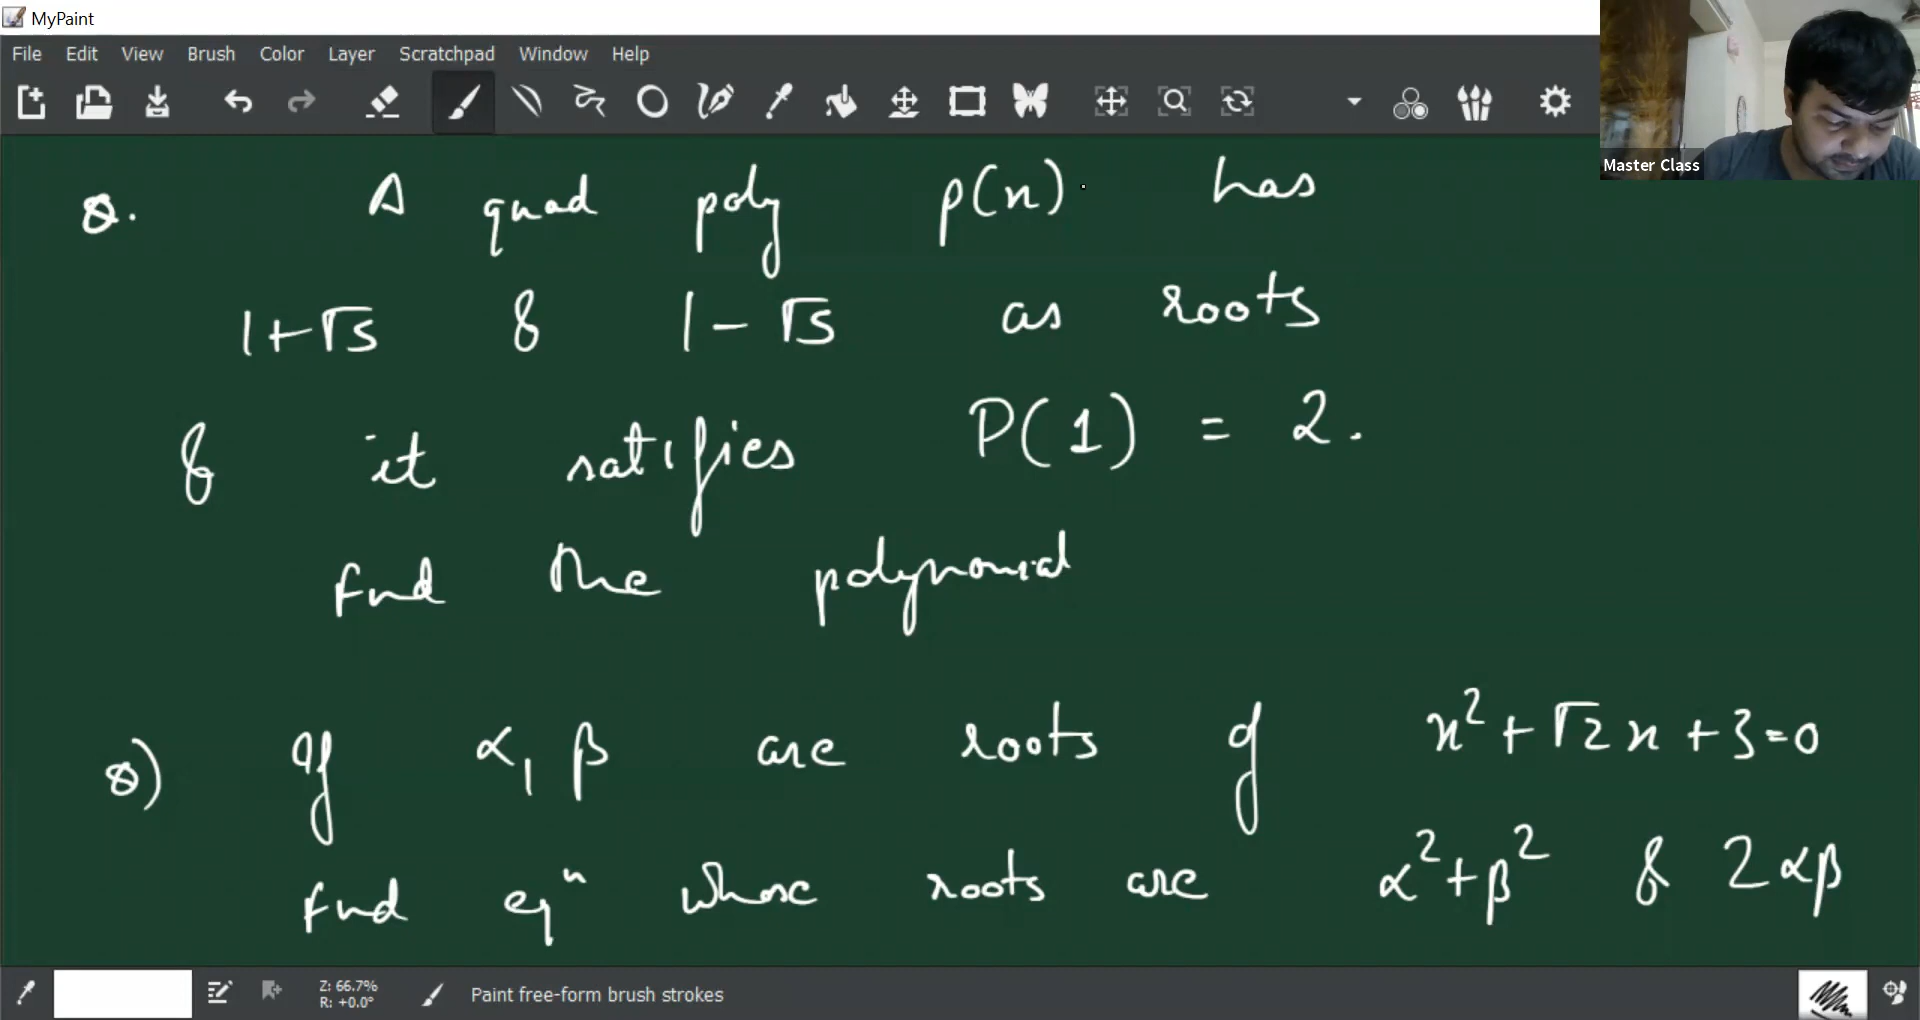 MyPaint
File Edit View Brush Color Layer Scratchpad Window Help
Master Class
Q. A quad poly p(x) has
1+√5 & 1-√5 as roots
& it satifies P(1) = 2.
find the polynomial
Q) If α, β are roots of x²+√2x+3=0
find eqⁿ whose roots are α²+β² & 2αβ
Z: 66.7%
R: +0.0°
Paint free-form brush strokes